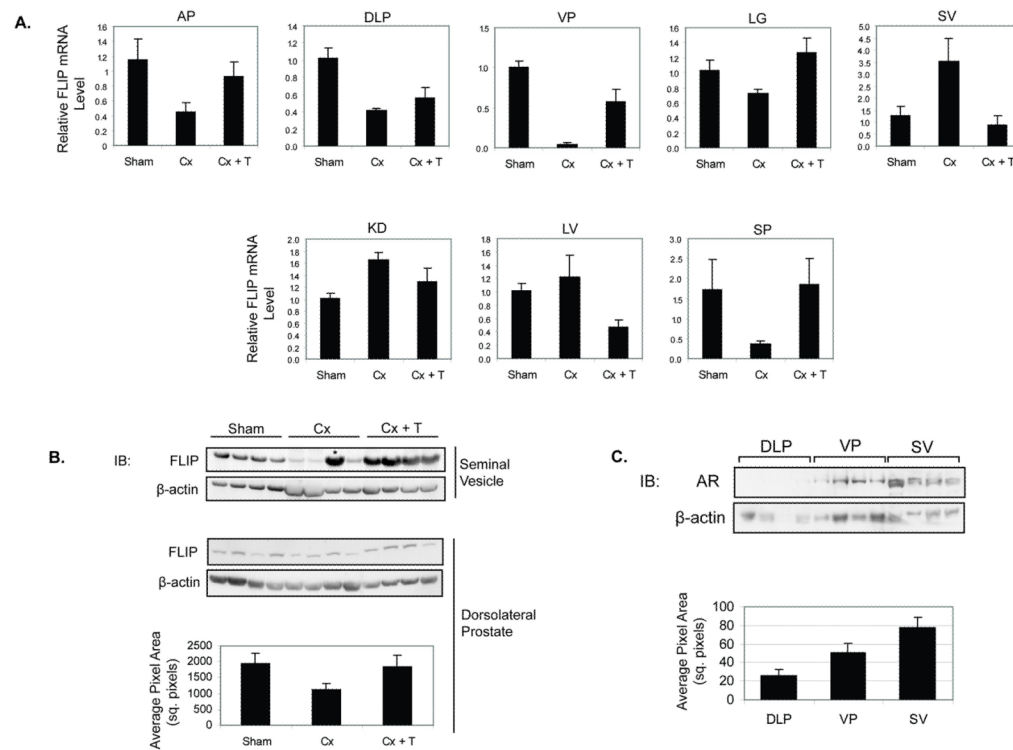 A.
AP
DLP
VP
LG
SV
Relative FLIP mRNA
Level
1.6
1.4
1.2
1
0.8
0.6
0.4
0.2
0
Sham Cx Cx + T
1.2
1.0
0.8
0.6
0.4
0.2
0.0
Sham Cx Cx + T
1.5
1.0
0.5
0.0
Sham Cx Cx + T
1.6
1.4
1.2
1.0
0.8
0.6
0.4
0.2
0.0
Sham Cx Cx + T
5.0
4.5
4.0
3.5
3.0
2.5
2.0
1.5
1.0
0.5
0.0
Sham Cx Cx + T
KD
LV
SP
Relative FLIP mRNA
Level
2.0
1.8
1.6
1.4
1.2
1.0
0.8
0.6
0.4
0.2
0.0
Sham Cx Cx + T
1.8
1.6
1.4
1.2
1.0
0.8
0.6
0.4
0.2
0.0
Sham Cx Cx + T
3.0
2.5
2.0
1.5
1.0
0.5
0.0
Sham Cx Cx + T
B.
Sham Cx Cx + T
*
IB: FLIP
β-actin
Seminal
Vesicle
FLIP
β-actin
Dorsolateral
Prostate
Average Pixel Area
(sq. pixels)
2500
2000
1500
1000
500
0
Sham Cx Cx + T
C.
DLP VP SV
IB: AR
β-actin
Average Pixel Area
(sq. pixels)
100
80
60
40
20
0
DLP VP SV